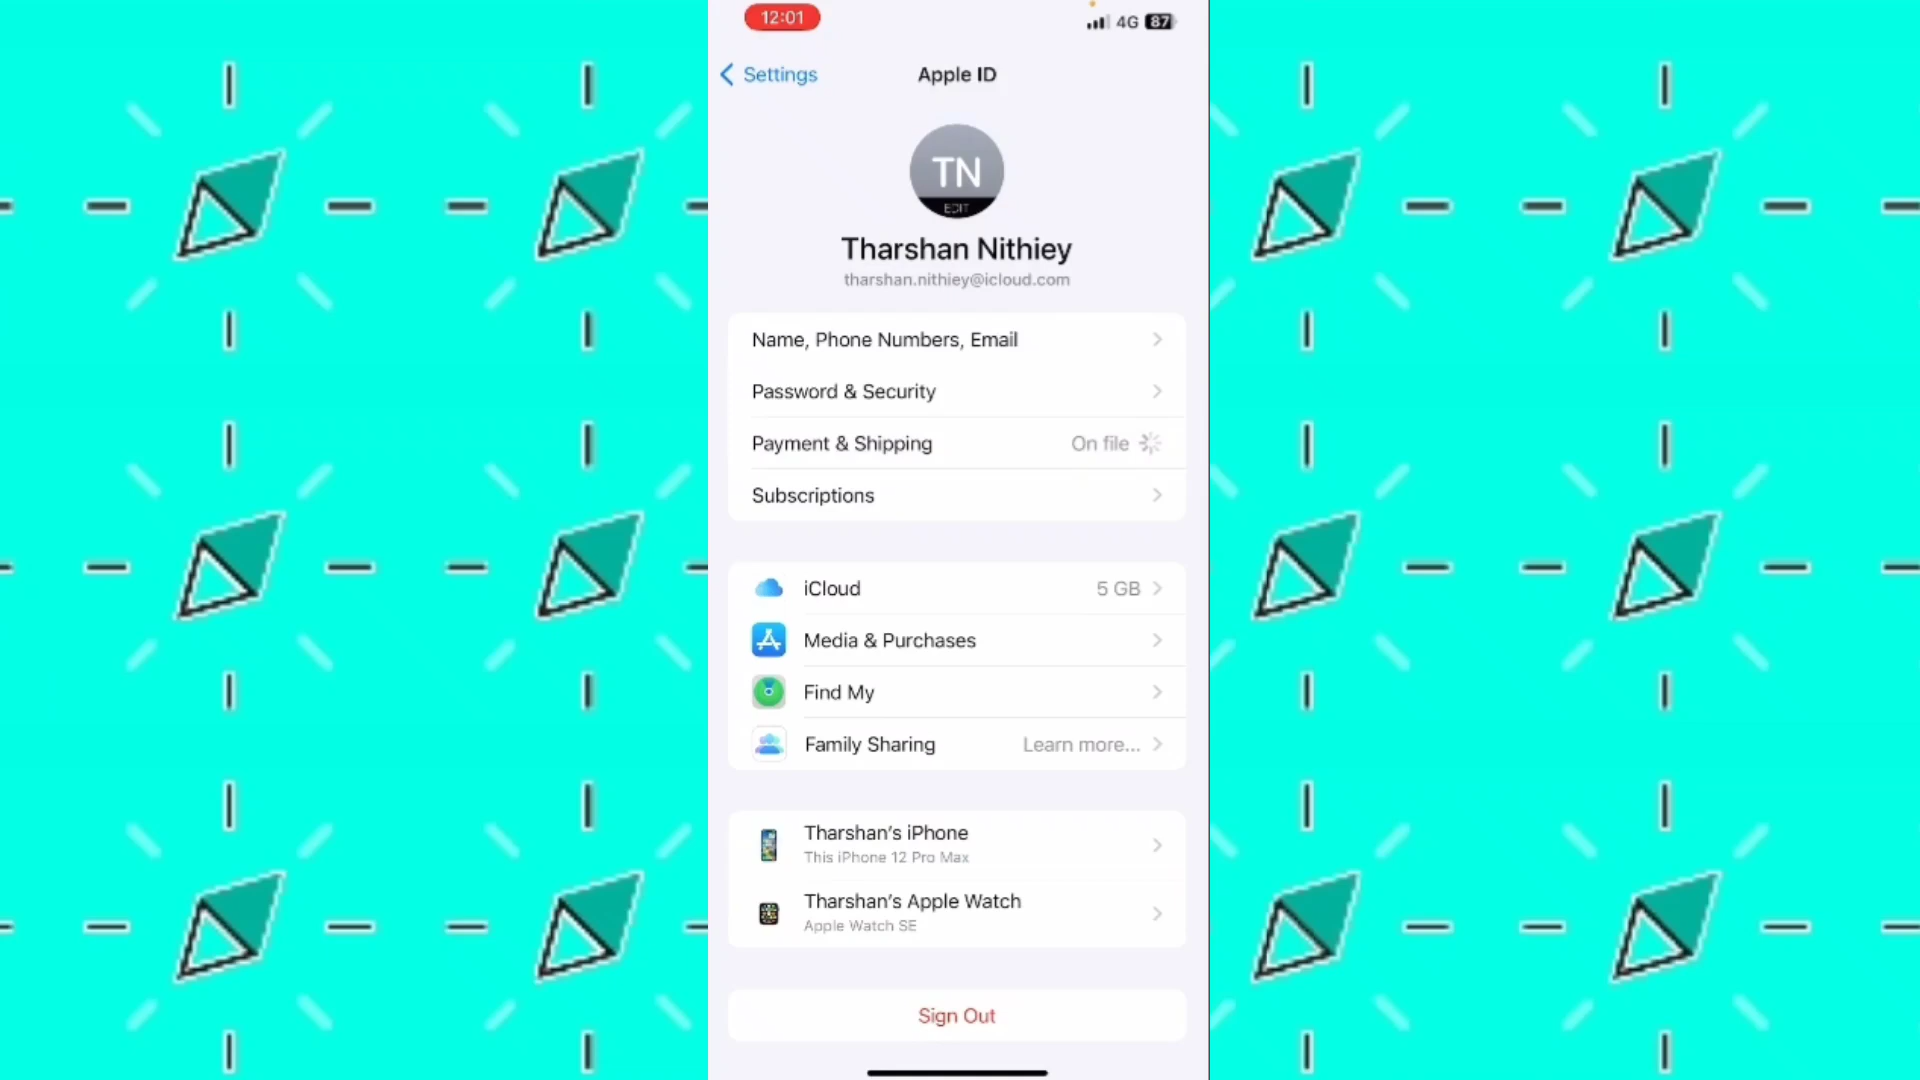 12:01
4G 87
Settings
Apple ID
TN
EDIT
Tharshan Nithiey
tharshan.nithiey@icloud.com
Name, Phone Numbers, Email
Password & Security
Payment & Shipping On file
Subscriptions
iCloud 5 GB
Media & Purchases
Find My
Family Sharing Learn more...
Tharshan's iPhone
This iPhone 12 Pro Max
Tharshan's Apple Watch
Apple Watch SE
Sign Out